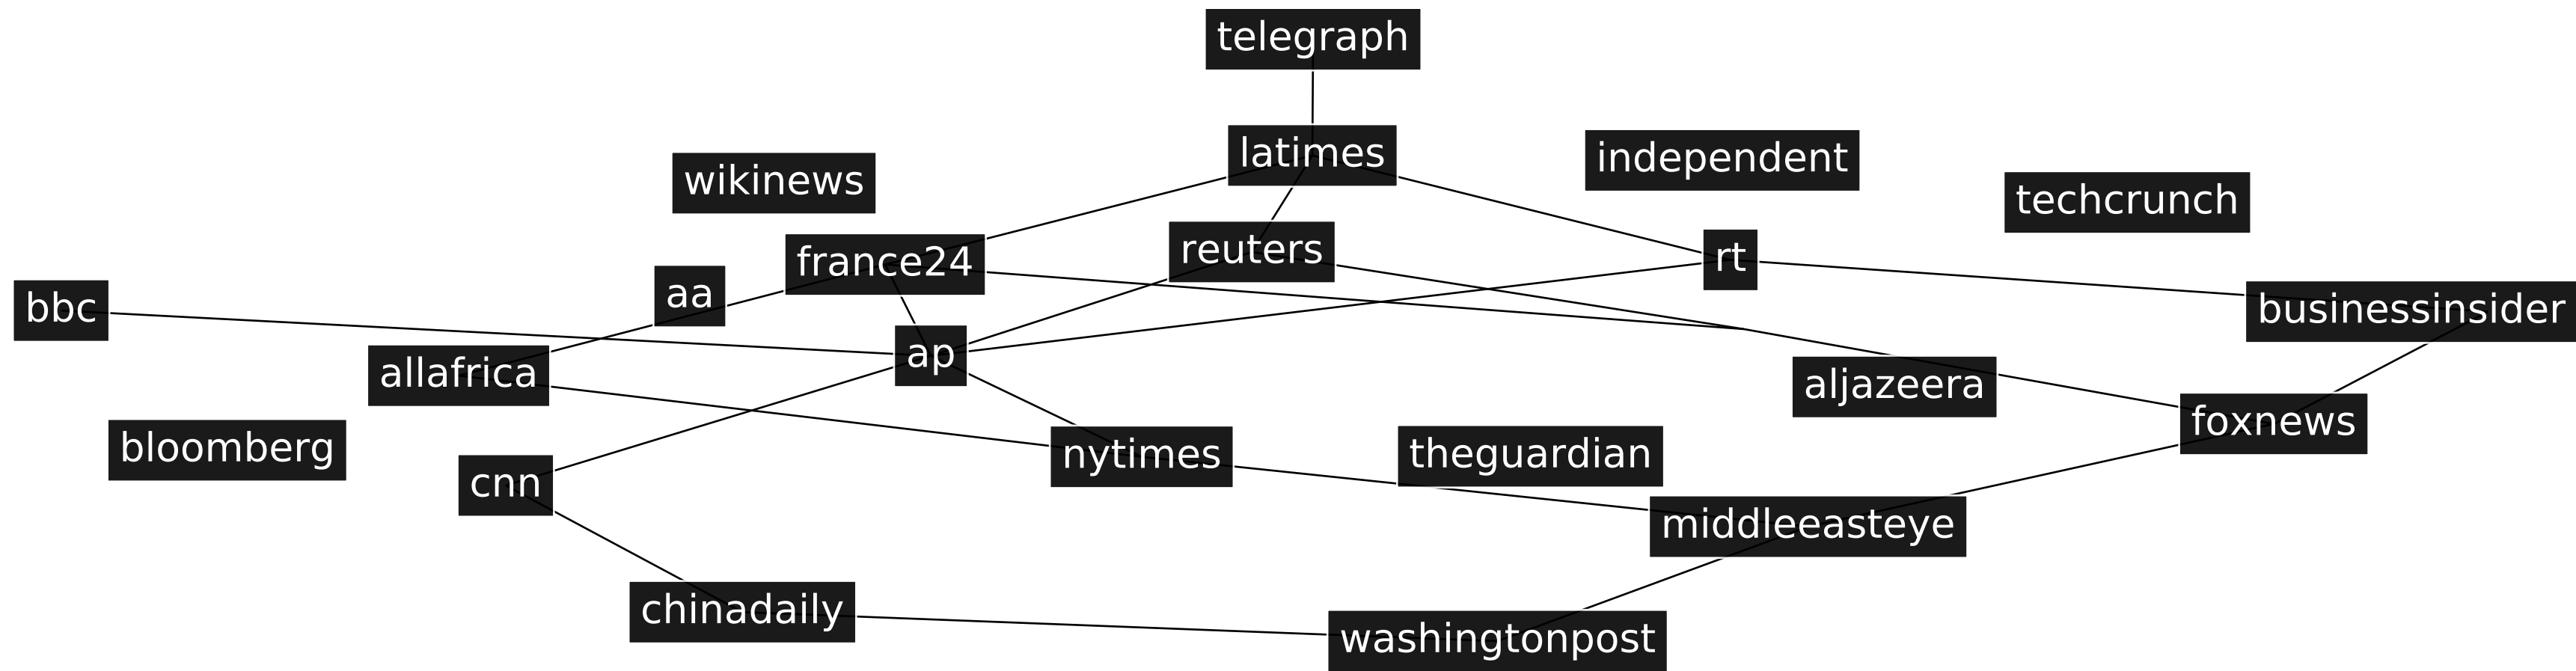 telegraph
latimes
independent
wikinews
techcrunch
reuters
france24
rt
aa
bbc
businessinsider
ap
allafrica
aljazeera
foxnews
bloomberg
nytimes
theguardian
cnn
middleeasteye
chinadaily
washingtonpost